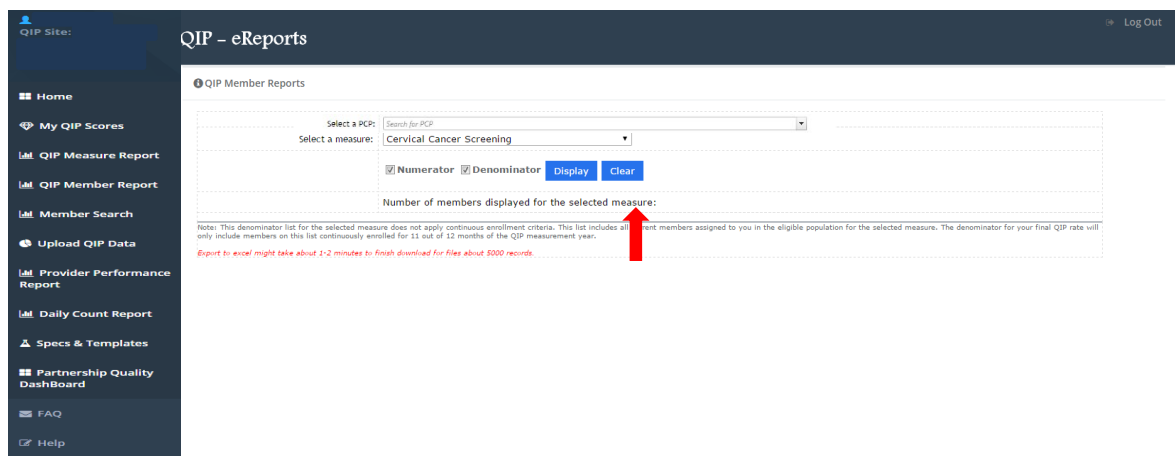 QIP Site:
QIP – eReports
Log Out
Home
My QIP Scores
QIP Measure Report
QIP Member Report
Member Search
Upload QIP Data
Provider Performance
Report
Daily Count Report
Specs & Templates
Partnership Quality
DashBoard
FAQ
Help
QIP Member Reports
Select a PCP: Search for PCP
Select a measure: Cervical Cancer Screening
Numerator Denominator Display Clear
Number of members displayed for the selected measure:
Note: This denominator list for the selected measure does not apply continuous enrollment criteria. This list includes all rent members assigned to you in the eligible population for the selected measure. The denominator for your final QIP rate will
only include members on this list continuously enrolled for 11 out of 12 months of the QIP measurement year.
Export to excel might take about 1-2 minutes to finish download for files about 5000 records.